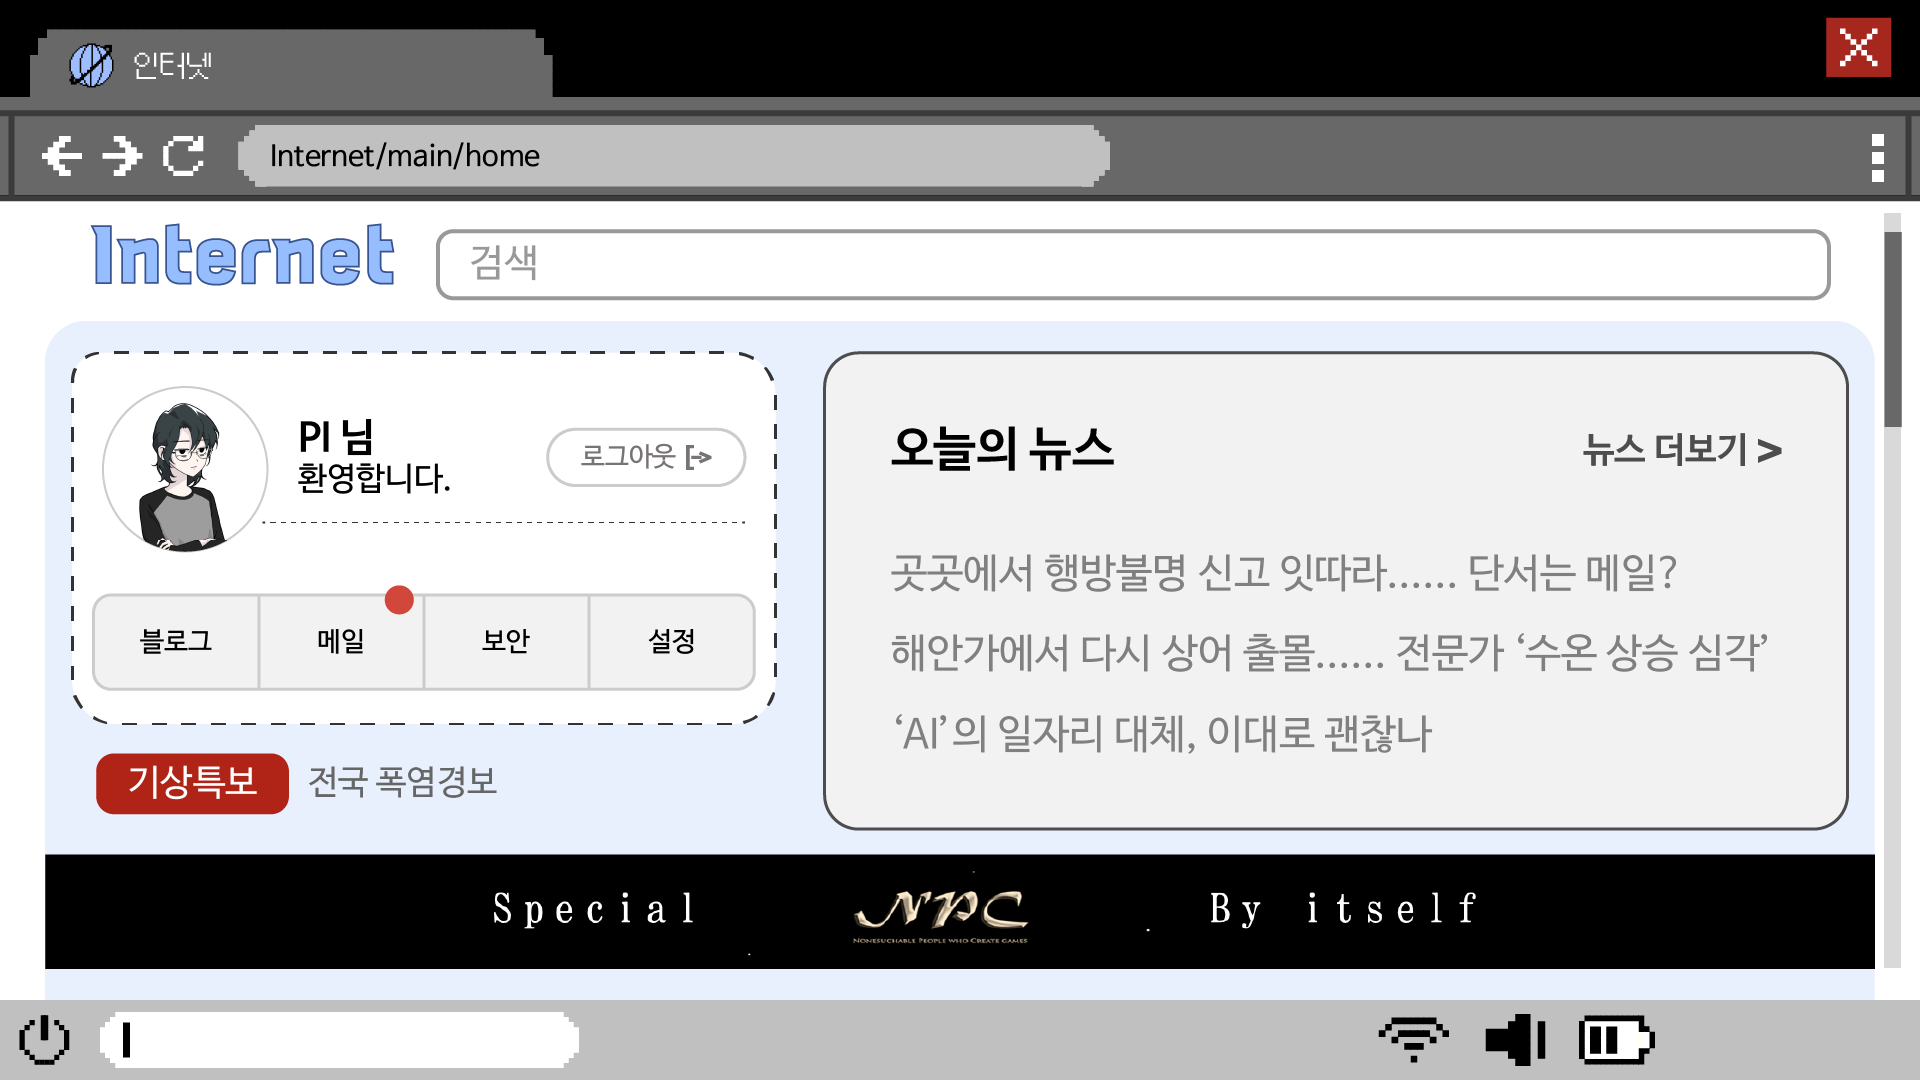 인터넷
Internet/main/home
Internet
검색
PI 님
환영합니다.
로그아웃
블로그
메일
보안
설정
기상특보
전국 폭염경보
오늘의 뉴스
뉴스 더보기 >
곳곳에서 행방불명 신고 잇따라...... 단서는 메일?
해안가에서 다시 상어 출몰...... 전문가 ‘수온 상승 심각’
‘AI’의 일자리 대체, 이대로 괜찮나
Special
NPC
Nonesuchable People who Create games
By itself